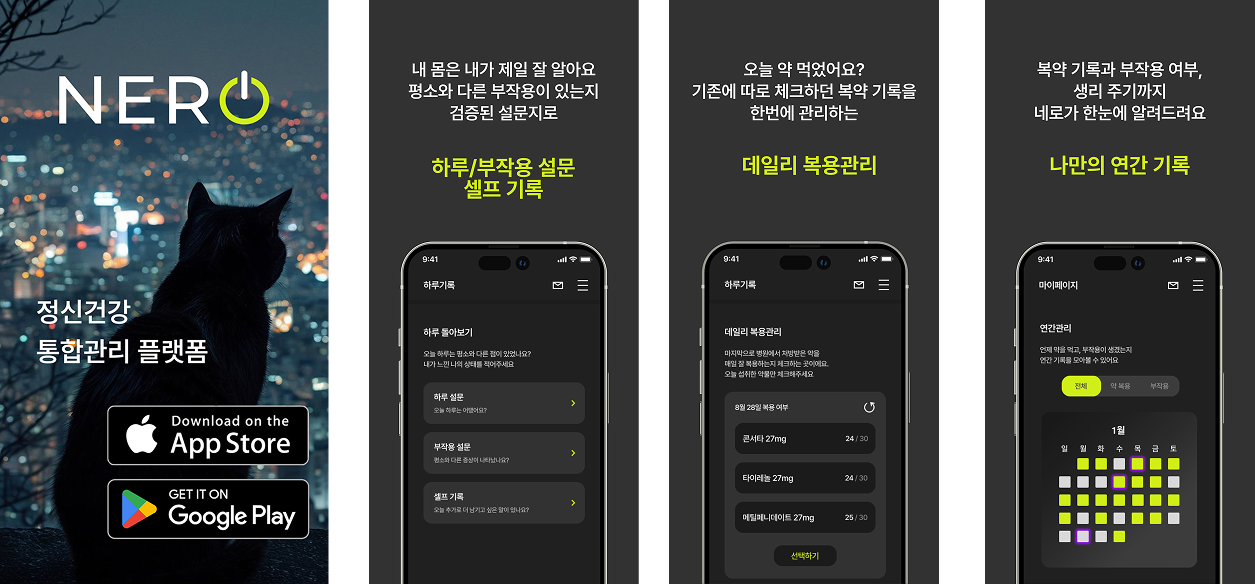 NERO
정신건강
통합관리 플랫폼
Download on the
App Store
GET IT ON
Google Play
내 몸은 내가 제일 잘 알아요
평소와 다른 부작용이 있는지
검증된 설문지로
하루/부작용 설문
셀프 기록
9:41
하루기록
하루 돌아보기
오늘 하루는 평소와 다른 점이 있었나요?
내가 느낀 나의 상태를 적어주세요
하루 설문
오늘 하루는 어땠어요?
부작용 설문
평소와 다른 증상이 나타났나요?
셀프 기록
오늘 추가로 더 남기고 싶은 말이 있나요?
오늘 약 먹었어요?
기존에 따로 체크하던 복약 기록을
한번에 관리하는
데일리 복용관리
9:41
하루기록
데일리 복용관리
마지막으로 병원에서 처방받은 약을
매일 잘 복용하는지 체크하는 곳이에요.
오늘 섭취한 약물만 체크해주세요
8월 28일 복용 여부
콘서타 27mg
24 / 30
타이레놀 27mg
24 / 30
메틸페니데이트 27mg
25 / 30
선택하기
복약 기록과 부작용 여부,
생리 주기까지
네로가 한눈에 알려드려요
나만의 연간 기록
9:41
마이페이지
연간관리
언제 약을 먹고, 부작용이 생겼는지
연간 기록을 모아볼 수 있어요
전체 약 복용 부작용
1월
일 월 화 수 목 금 토